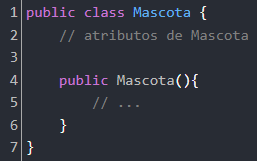 1 public class Mascota {
2     // atributos de Mascota
3
4     public Mascota(){
5         // ...
6     }
7 }